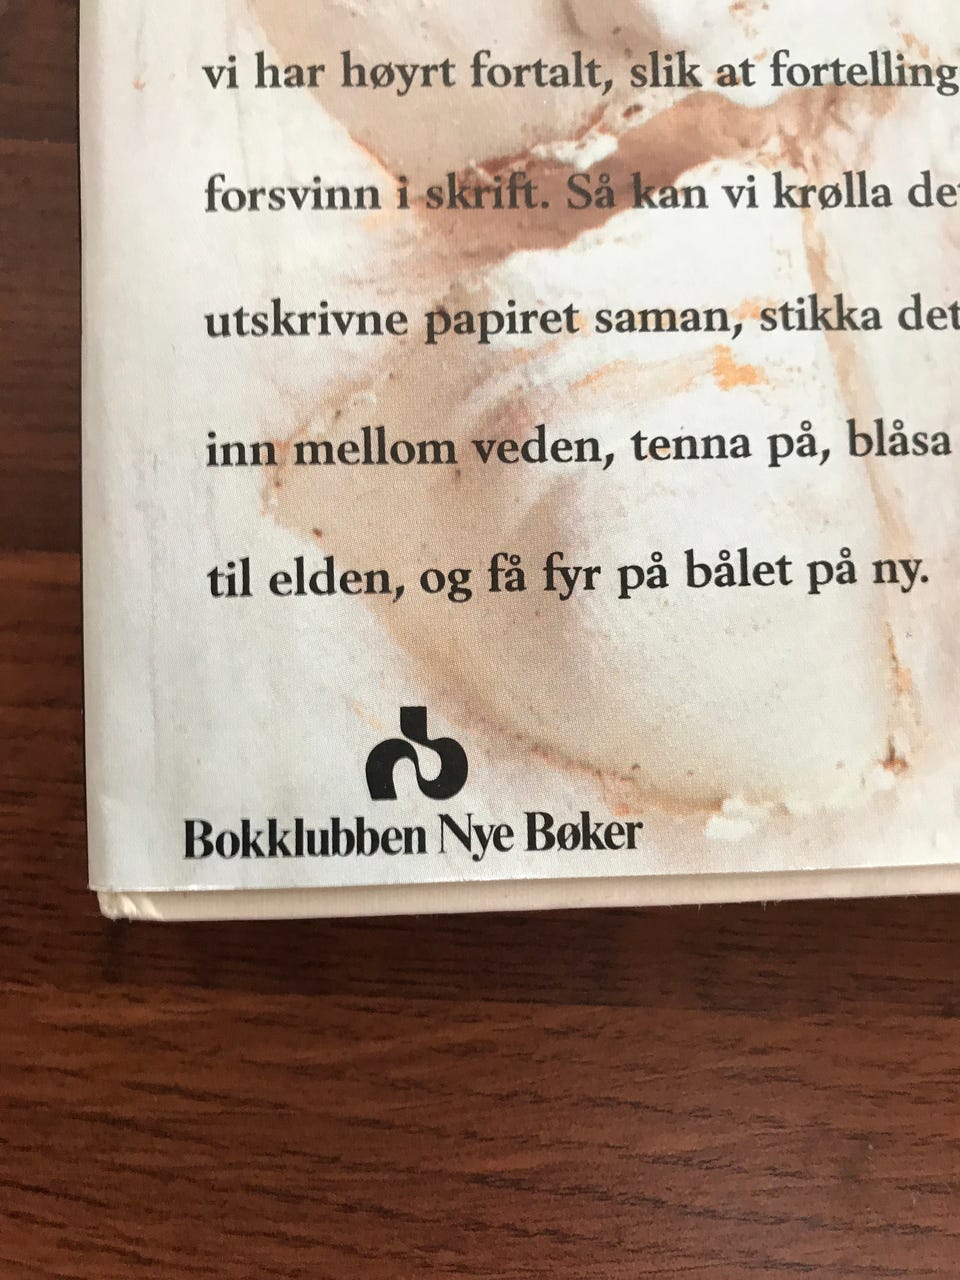 vi har høyrt fortalt, slik at fortelling
forsvinn i skrift. Så kan vi krølla de
utskrivne papiret saman, stikka det
inn mellom veden, tenna på, blåsa
til elden, og få fyr på bålet på ny.
Bokklubben Nye Bøker